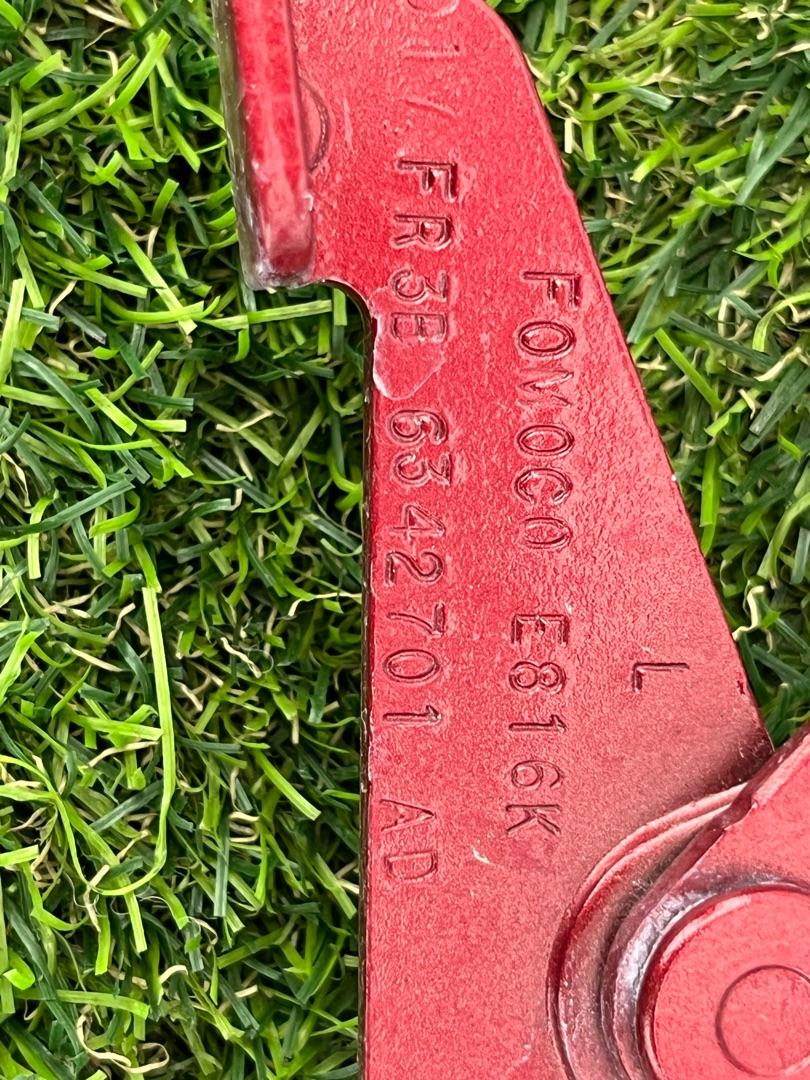 FR3B 6342701 AD
FOMOCO E816K
L